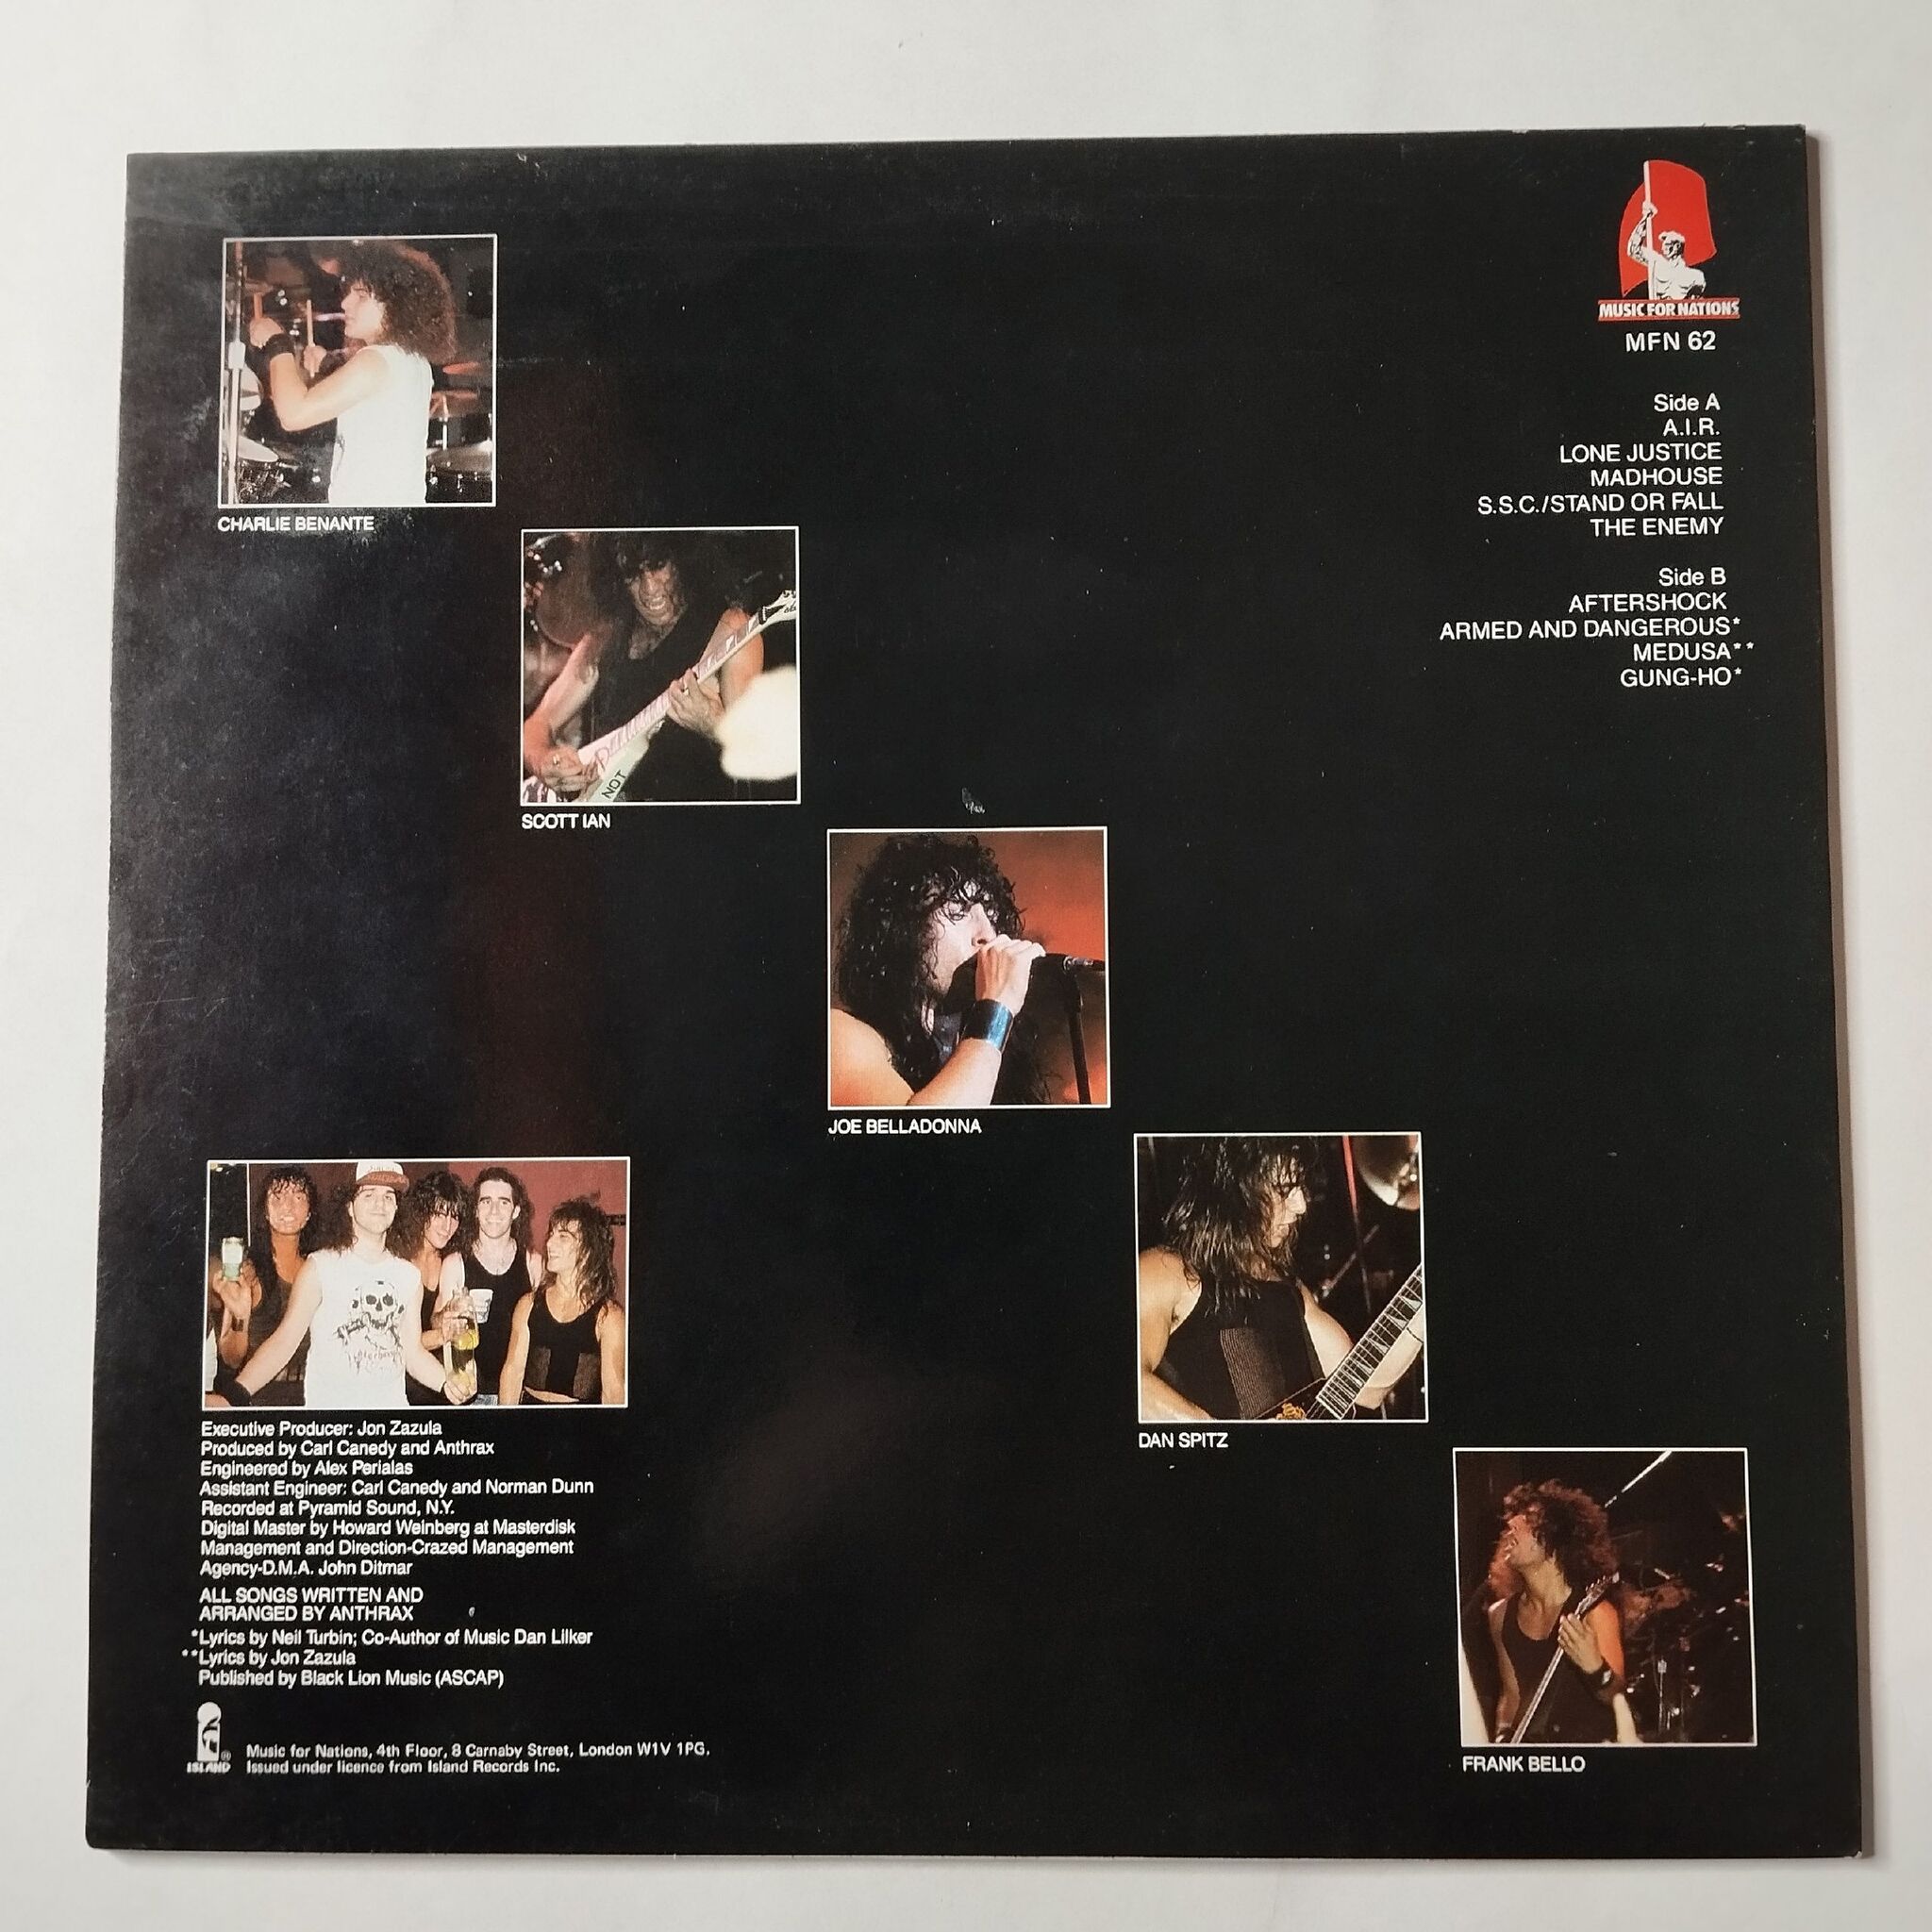 MUSIC FOR NATIONS
MFN 62
Side A
A.I.R.
LONE JUSTICE
MADHOUSE
S.S.C./STAND OR FALL
THE ENEMY
Side B
AFTERSHOCK
ARMED AND DANGEROUS*
MEDUSA**
GUNG-HO*
CHARLIE BENANTE
NOT
SCOTT IAN
JOE BELLADONNA
DAN SPITZ
FRANK BELLO
Executive Producer: Jon Zazula
Produced by Carl Canedy and Anthrax
Engineered by Alex Perialas
Assistant Engineer: Carl Canedy and Norman Dunn
Recorded at Pyramid Sound, N.Y.
Digital Master by Howard Weinberg at Masterdisk
Management and Direction-Crazed Management
Agency-D.M.A. John Ditmar
ALL SONGS WRITTEN AND
ARRANGED BY ANTHRAX
*Lyrics by Neil Turbin; Co-Author of Music Dan Lilker
**Lyrics by Jon Zazula
Published by Black Lion Music (ASCAP)
ISLAND ®
Music for Nations, 4th Floor, 8 Carnaby Street, London W1V 1PG.
Issued under licence from Island Records Inc.